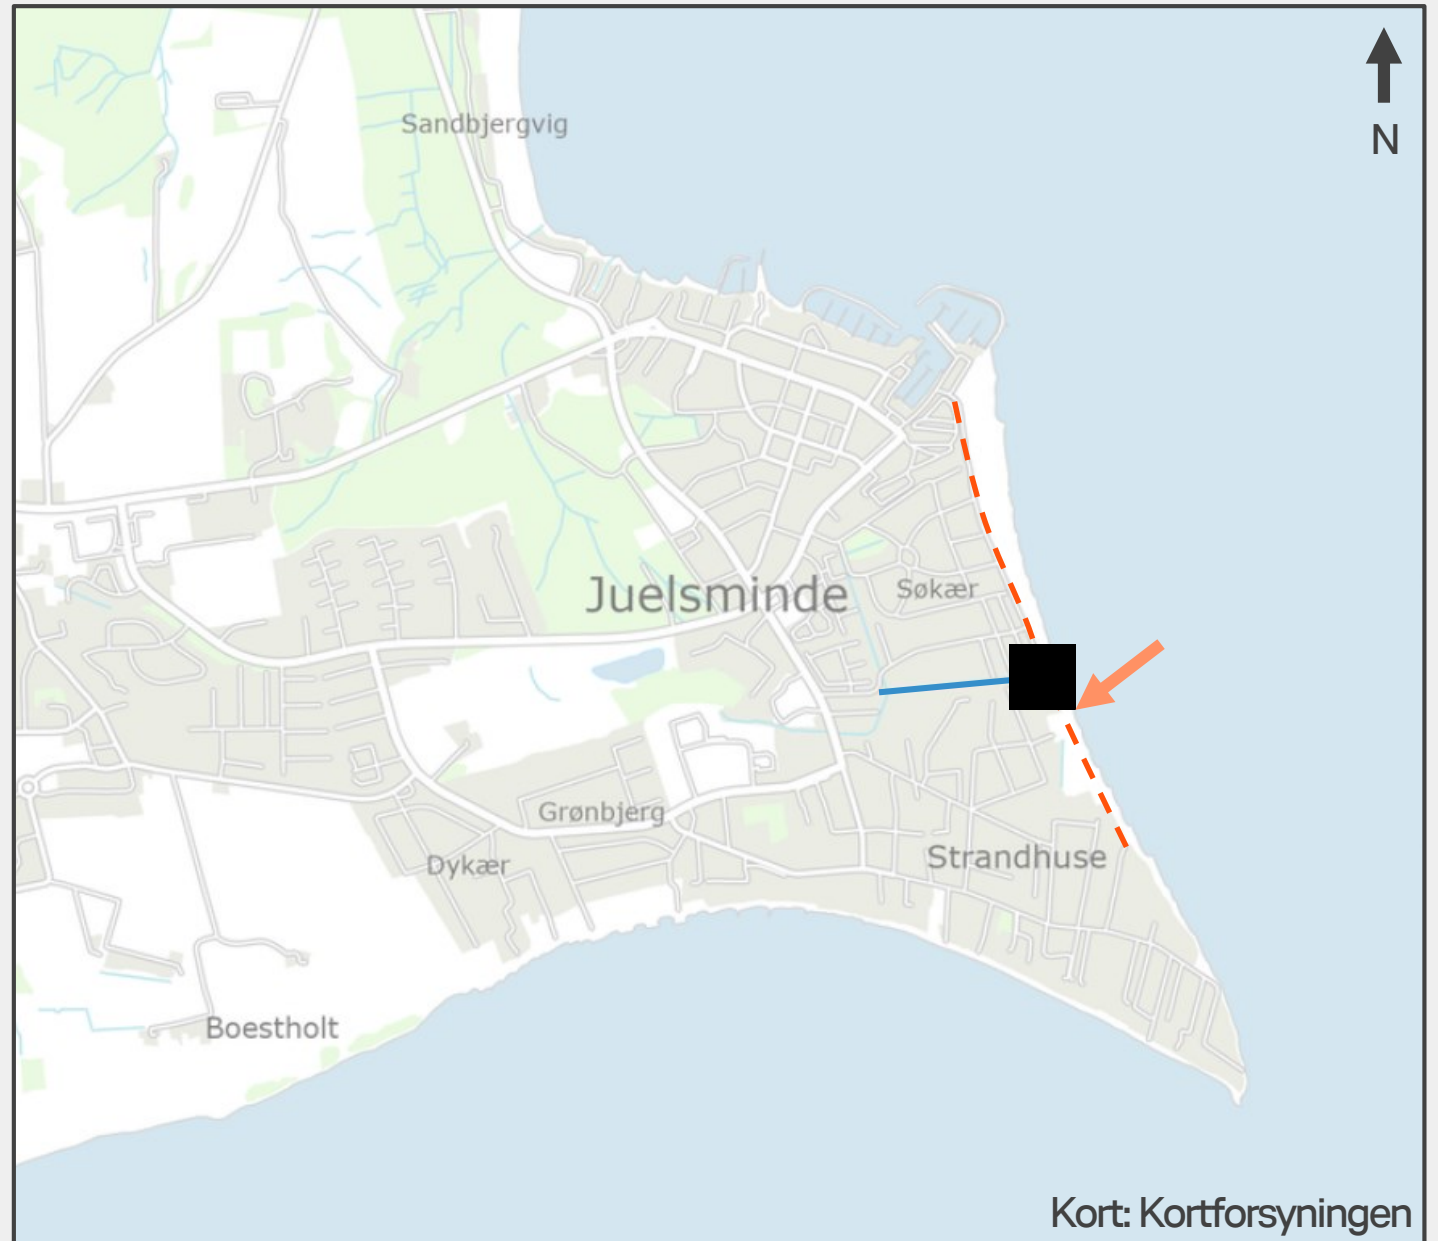 Sandbjergvig
N
Juelsminde
Søkær
Grønbjerg
Strandhuse
Dykær
Boestholt
Kort: Kortforsyningen